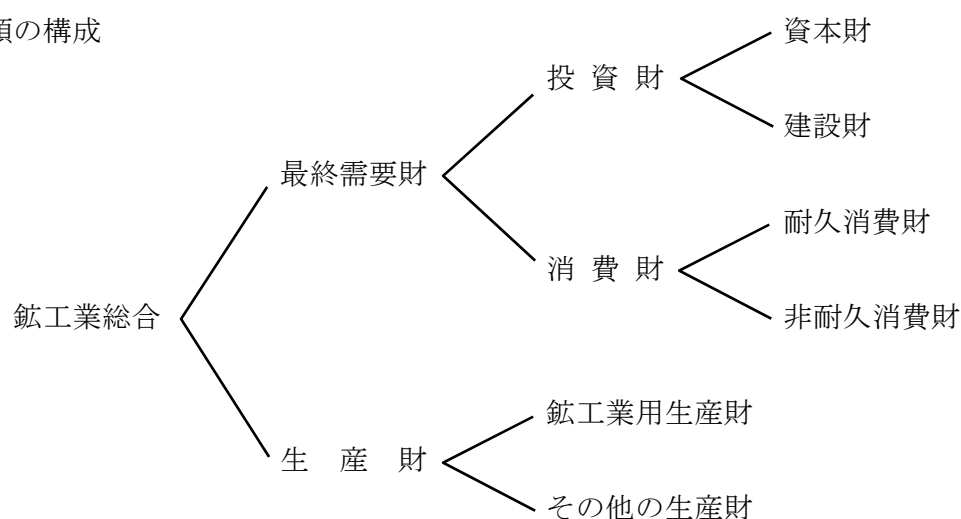 類の構成
資本財
投資財
建設財
最終需要財
耐久消費財
消費財
非耐久消費財
鉱工業総合
鉱工業用生産財
生産財
その他の生産財